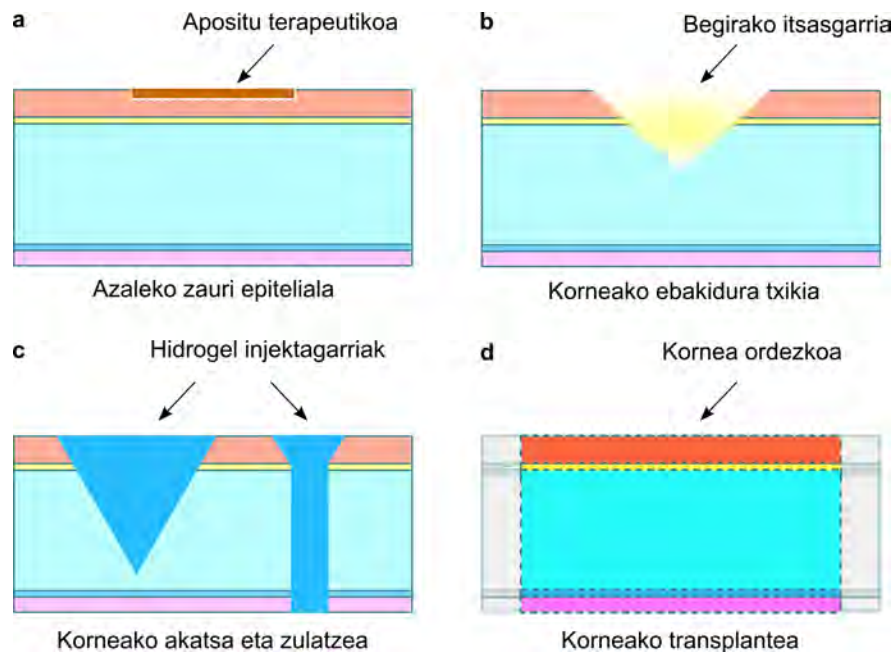 a
Apositu terapeutikoa
Azaleko zauri epiteliala
b
Begirako itsasgarria
Korneako ebakidura txikia
c
Hidrogel injektagarriak
Korneako akatsa eta zulatzea
d
Kornea ordezkoa
Korneako transplantea